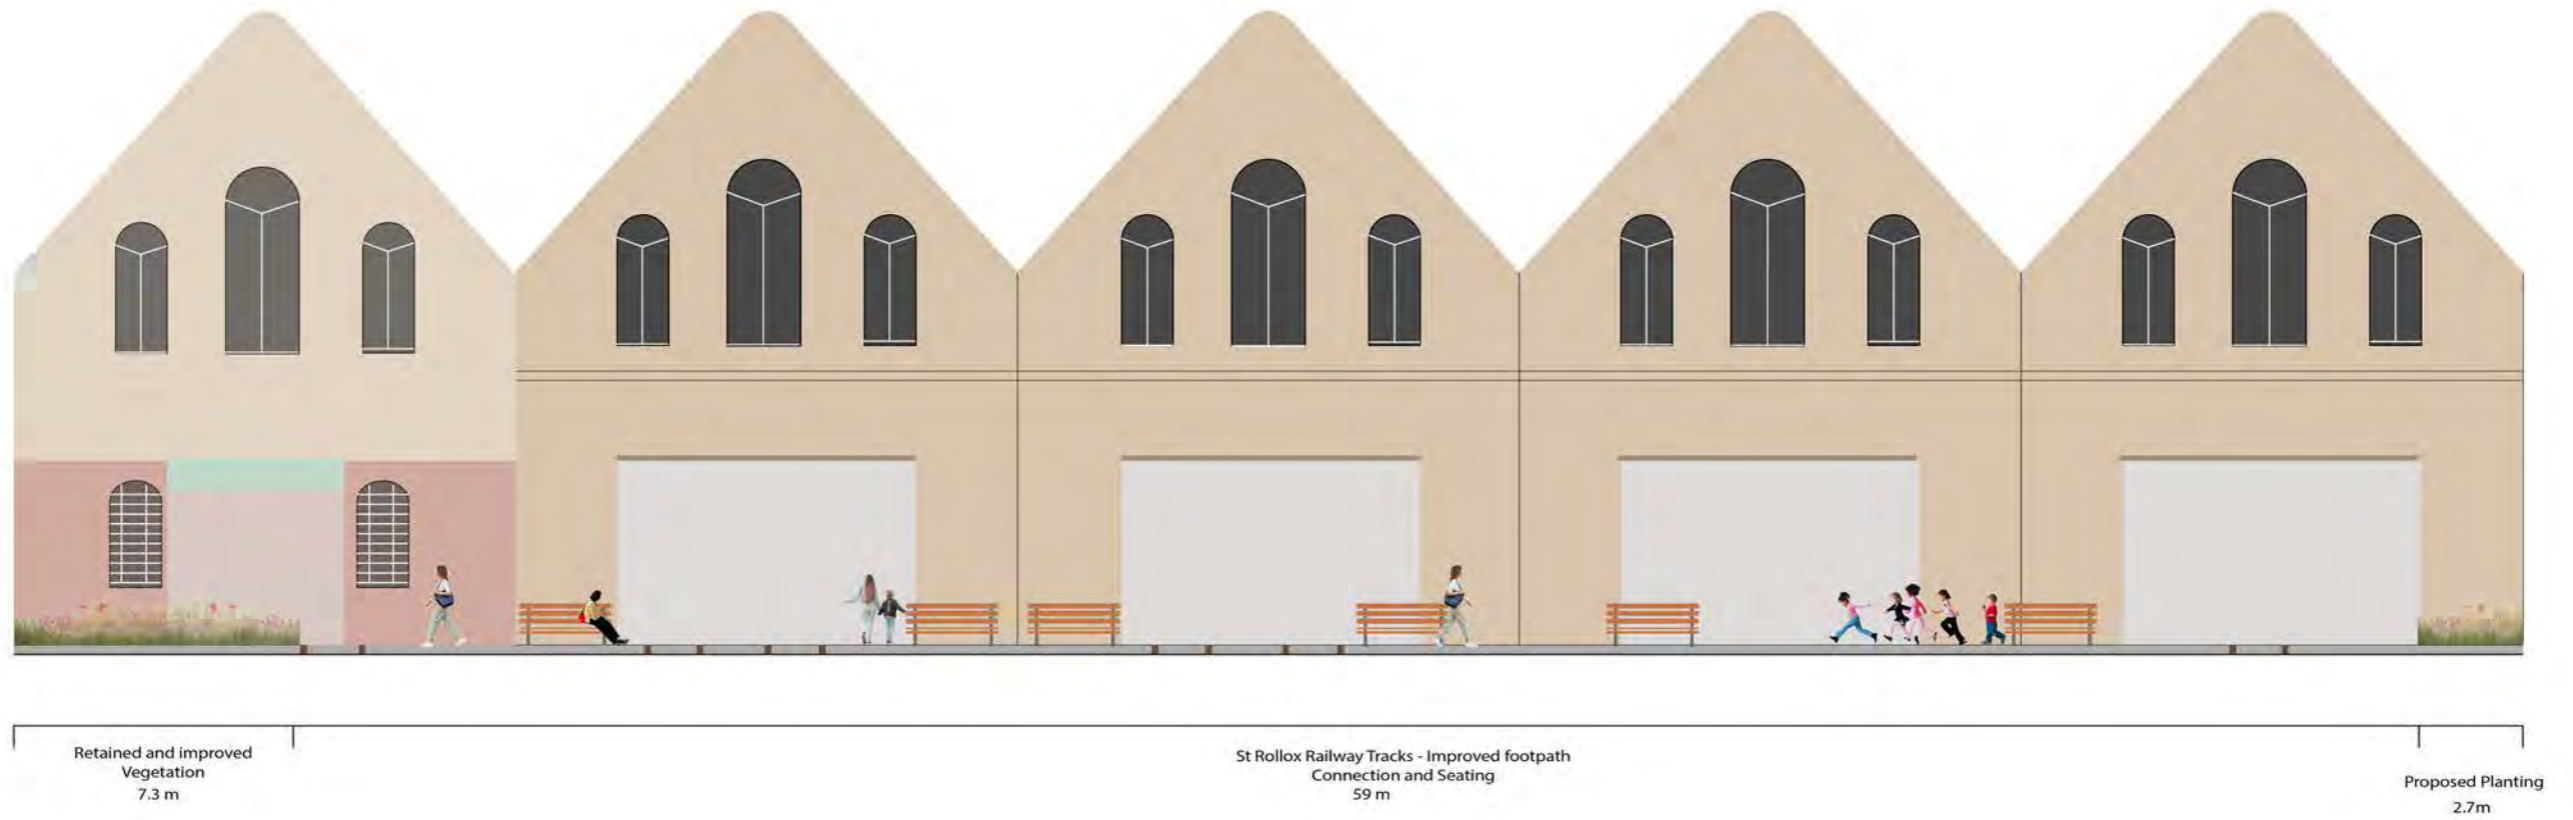 Retained and improved
Vegetation
7.3 m
St Rollox Railway Tracks - Improved footpath
Connection and Seating
59 m
Proposed Planting
2.7m